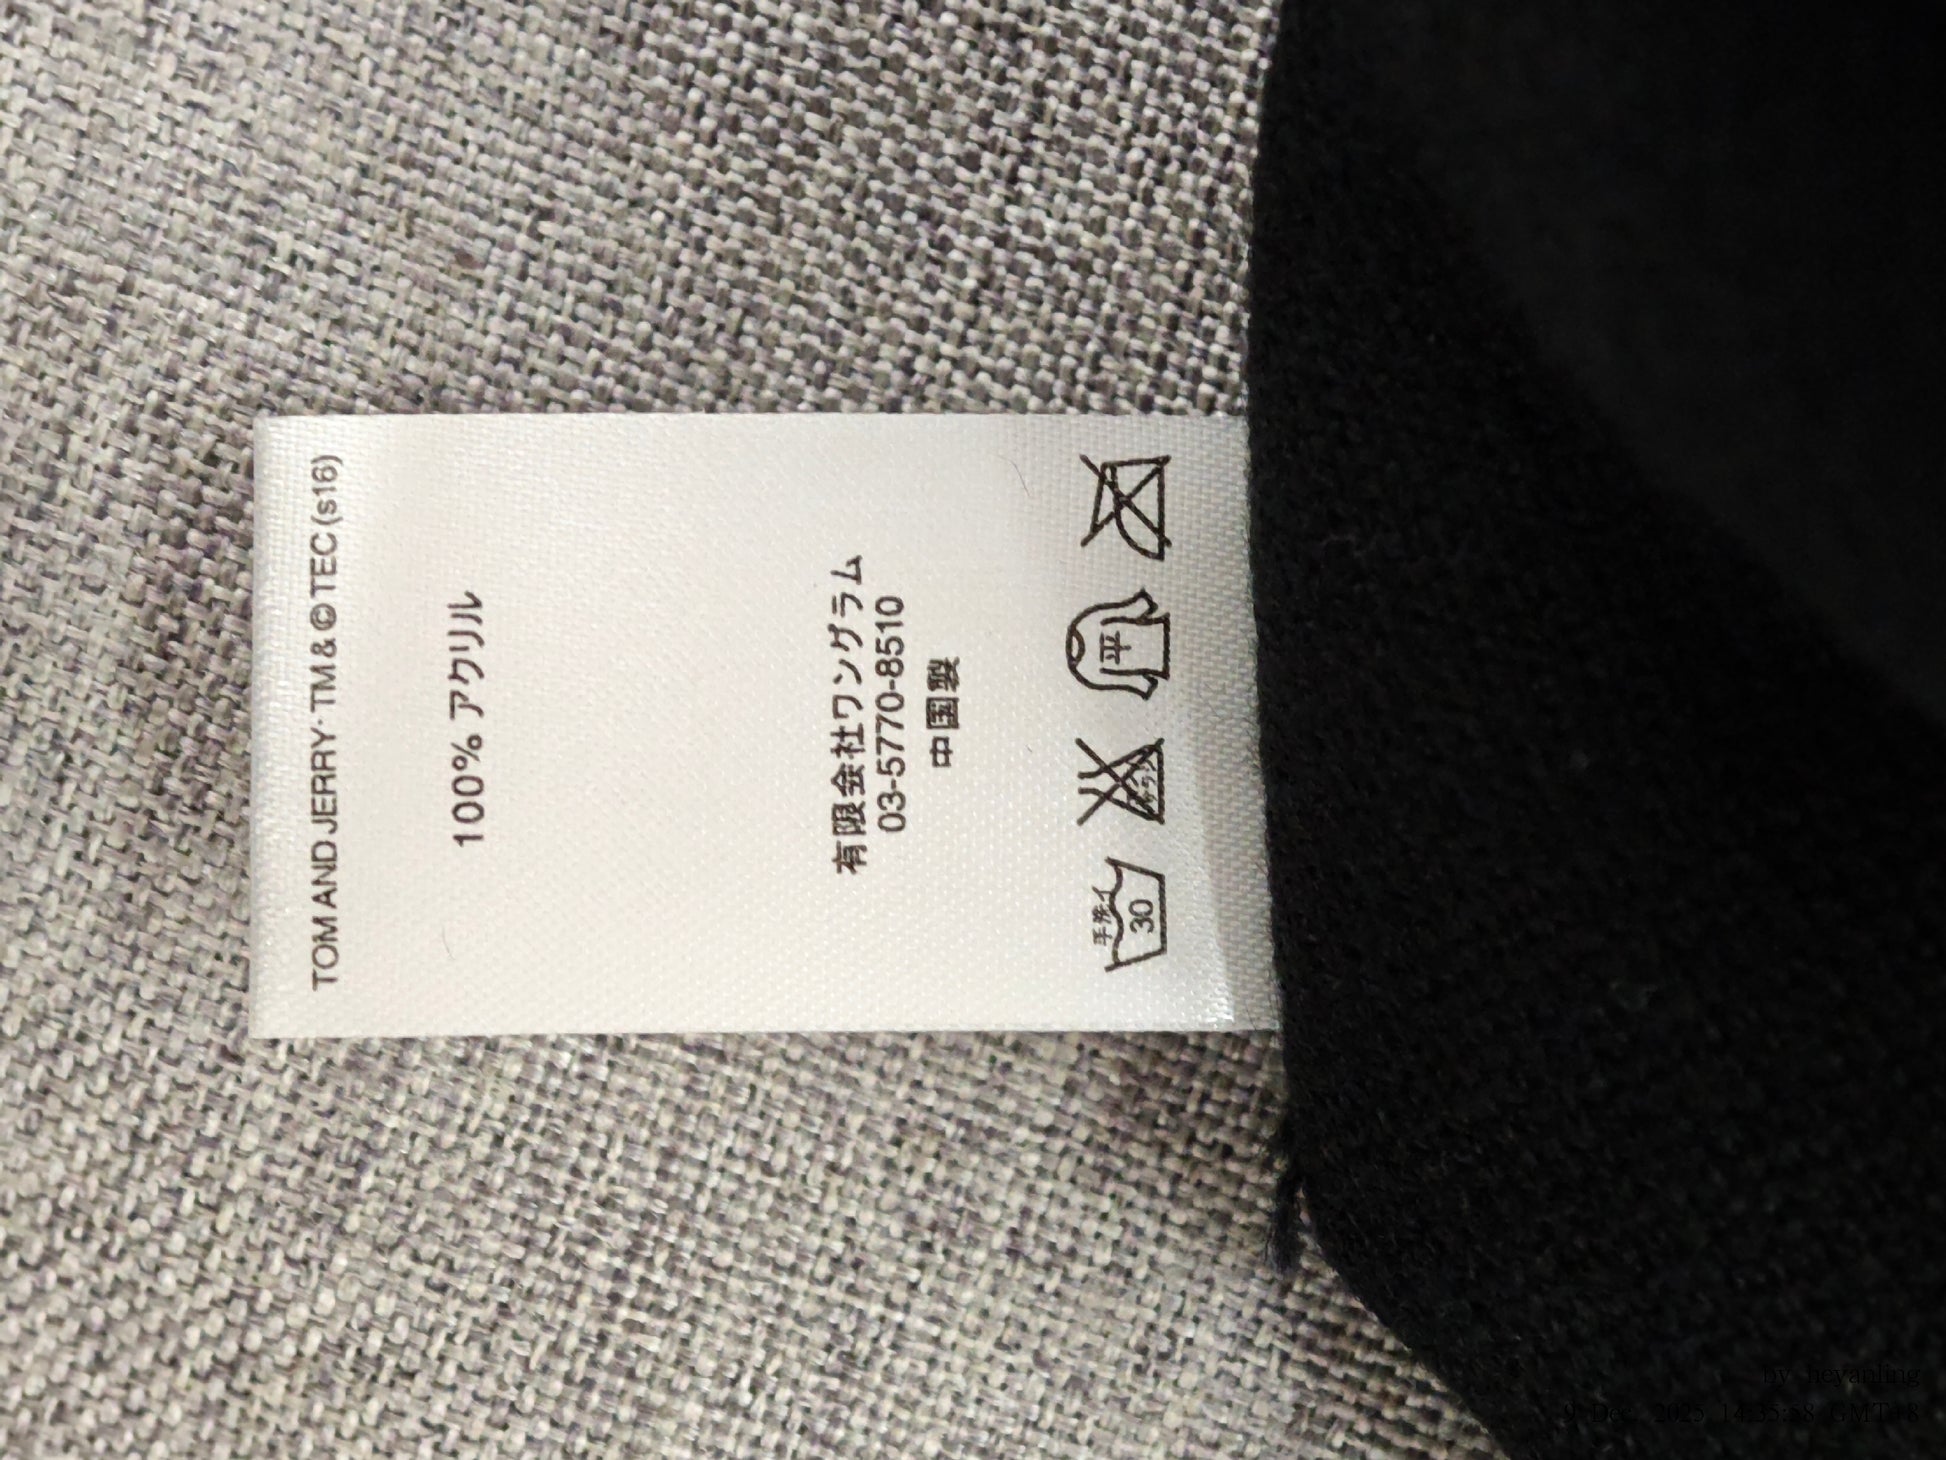 TOM AND JERRY· TM & © TEC (s16)
100% アクリル
有限会社ワングラム
03-5770-8510
中国製
手洗イ
30
平
by heyanling
9 Dec 2025 14:35:58 GMT+8